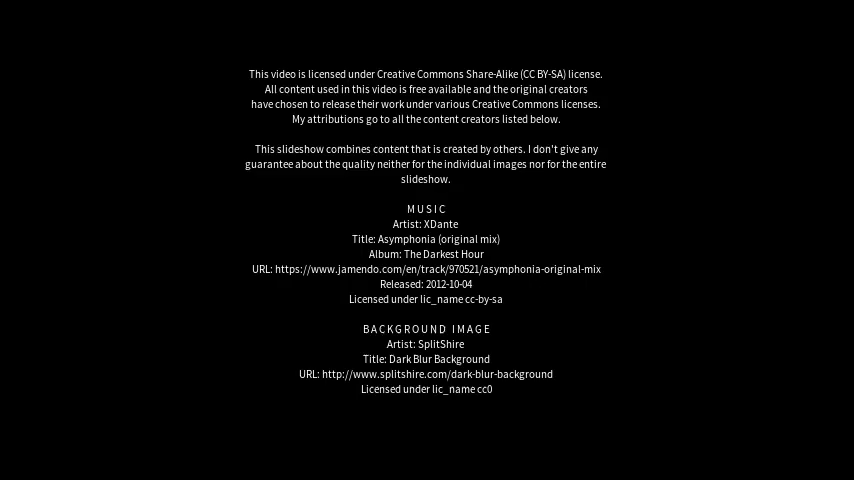 This video is licensed under Creative Commons Share-Alike (CC BY-SA) license.
All content used in this video is free available and the original creators
have chosen to release their work under various Creative Commons licenses.
My attributions go to all the content creators listed below.
This slideshow combines content that is created by others. I don't give any
guarantee about the quality neither for the individual images nor for the entire
slideshow.
MUSIC
Artist: XDante
Title: Asymphonia (original mix)
Album: The Darkest Hour
URL: https://www.jamendo.com/en/track/970521/asymphonia-original-mix
Released: 2012-10-04
Licensed under lic_name cc-by-sa
BACKGROUND IMAGE
Artist: SplitShire
Title: Dark Blur Background
URL: http://www.splitshire.com/dark-blur-background
Licensed under lic_name cc0